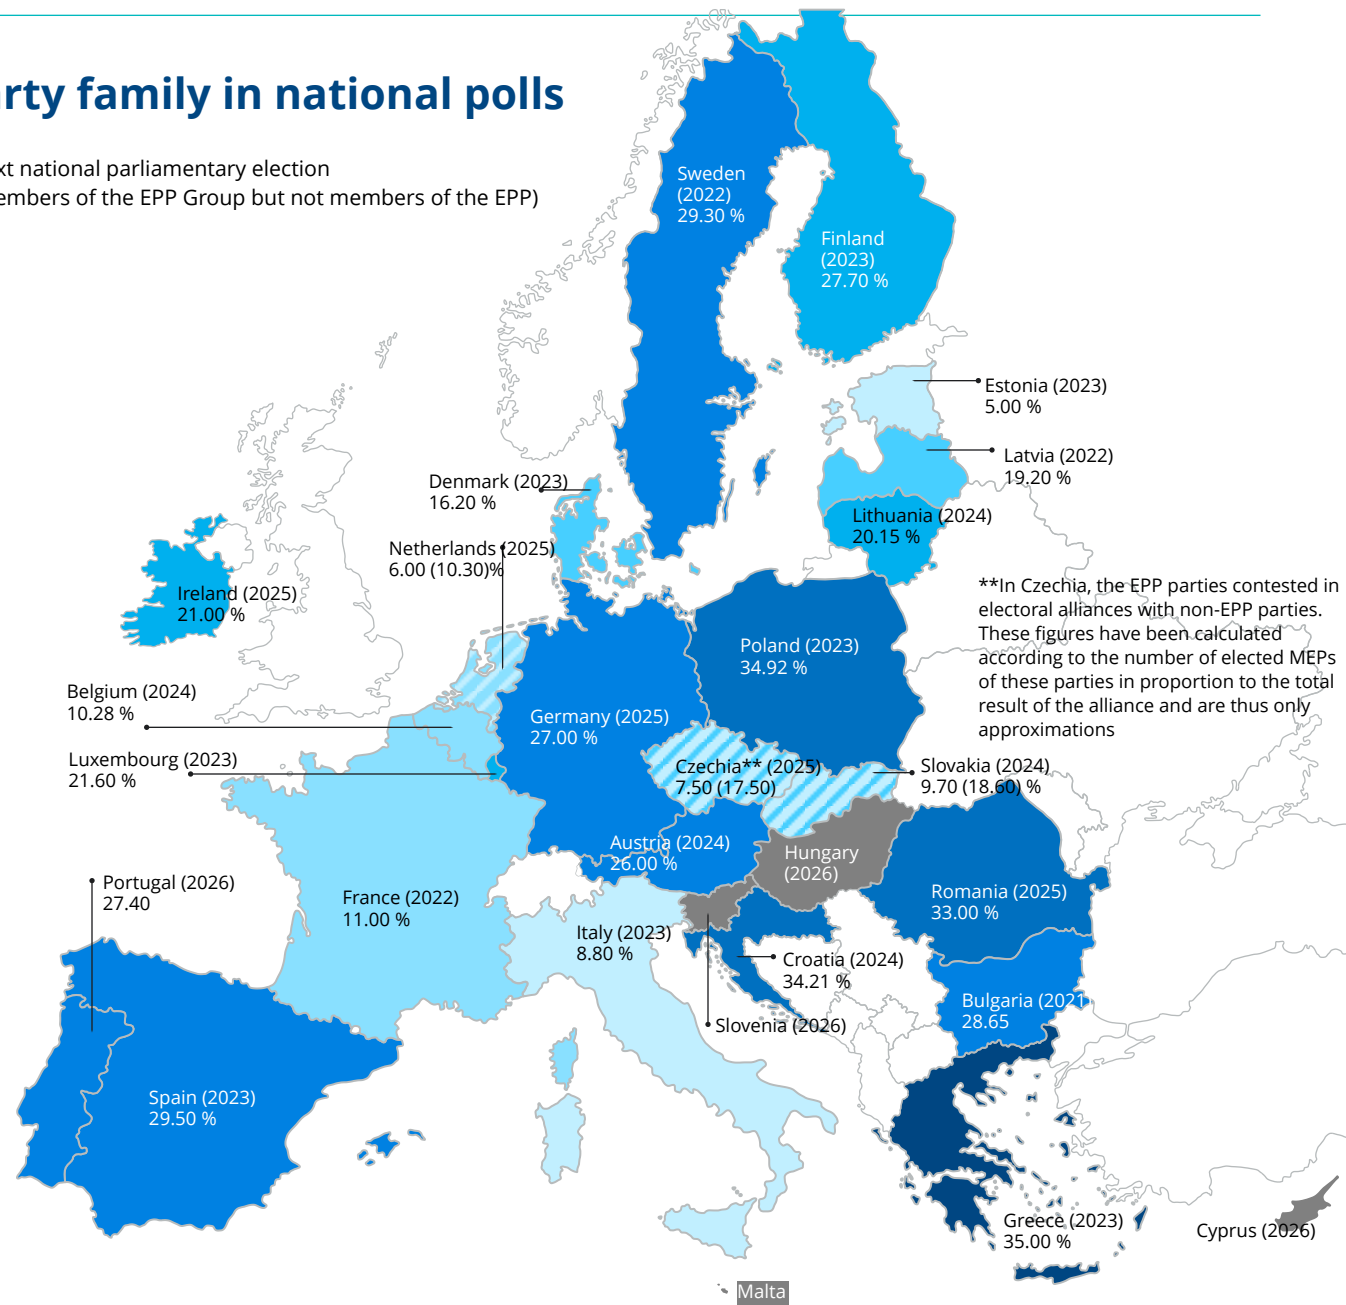 arty family in national polls
xt national parliamentary election
embers of the EPP Group but not members of the EPP)
Sweden
(2022)
29.30 %
Finland
(2023)
27.70 %
Estonia (2023)
5.00 %
Latvia (2022)
19.20 %
Denmark (2023)
16.20 %
Lithuania (2024)
20.15 %
Netherlands (2025)
6.00 (10.30)%
Ireland (2025)
21.00 %
**In Czechia, the EPP parties contested in
electoral alliances with non-EPP parties.
These figures have been calculated
according to the number of elected MEPs
of these parties in proportion to the total
result of the alliance and are thus only
approximations
Poland (2023)
34.92 %
Belgium (2024)
10.28 %
Germany (2025)
27.00 %
Luxembourg (2023)
21.60 %
Czechia** (2025)
7.50 (17.50)
Slovakia (2024)
9.70 (18.60) %
Austria (2024)
26.00 %
Hungary
(2026)
Portugal (2026)
27.40
France (2022)
11.00 %
Romania (2025)
33.00 %
Italy (2023)
8.80 %
Croatia (2024)
34.21 %
Bulgaria (2021
28.65
Slovenia (2026)
Spain (2023)
29.50 %
Greece (2023)
35.00 %
Cyprus (2026)
Malta